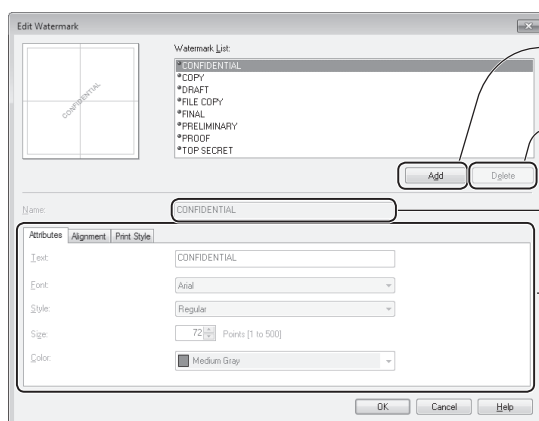 Edit Watermark
Watermark List:
CONFIDENTIAL
CONFIDENTIAL
COPY
DRAFT
FILE COPY
FINAL
PRELIMINARY
PROOF
TOP SECRET
Add Delete
Name: CONFIDENTIAL
Attributes Alignment Print Style
Text: CONFIDENTIAL
Font: Arial
Style: Regular
Size: 72 Points [1 to 500]
Color: Medium Gray
OK Cancel Help